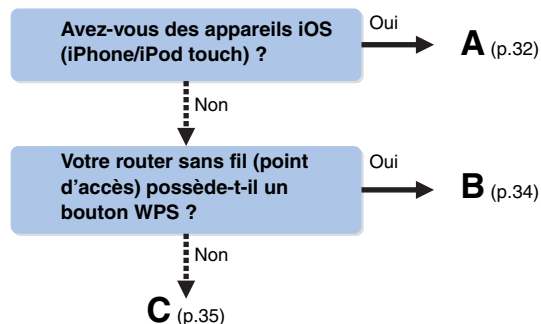 Avez-vous des appareils iOS
(iPhone/iPod touch) ?
Oui
A (p.32)
Non
Votre router sans fil (point
d’accès) possède-t-il un
bouton WPS ?
Oui
B (p.34)
Non
C (p.35)